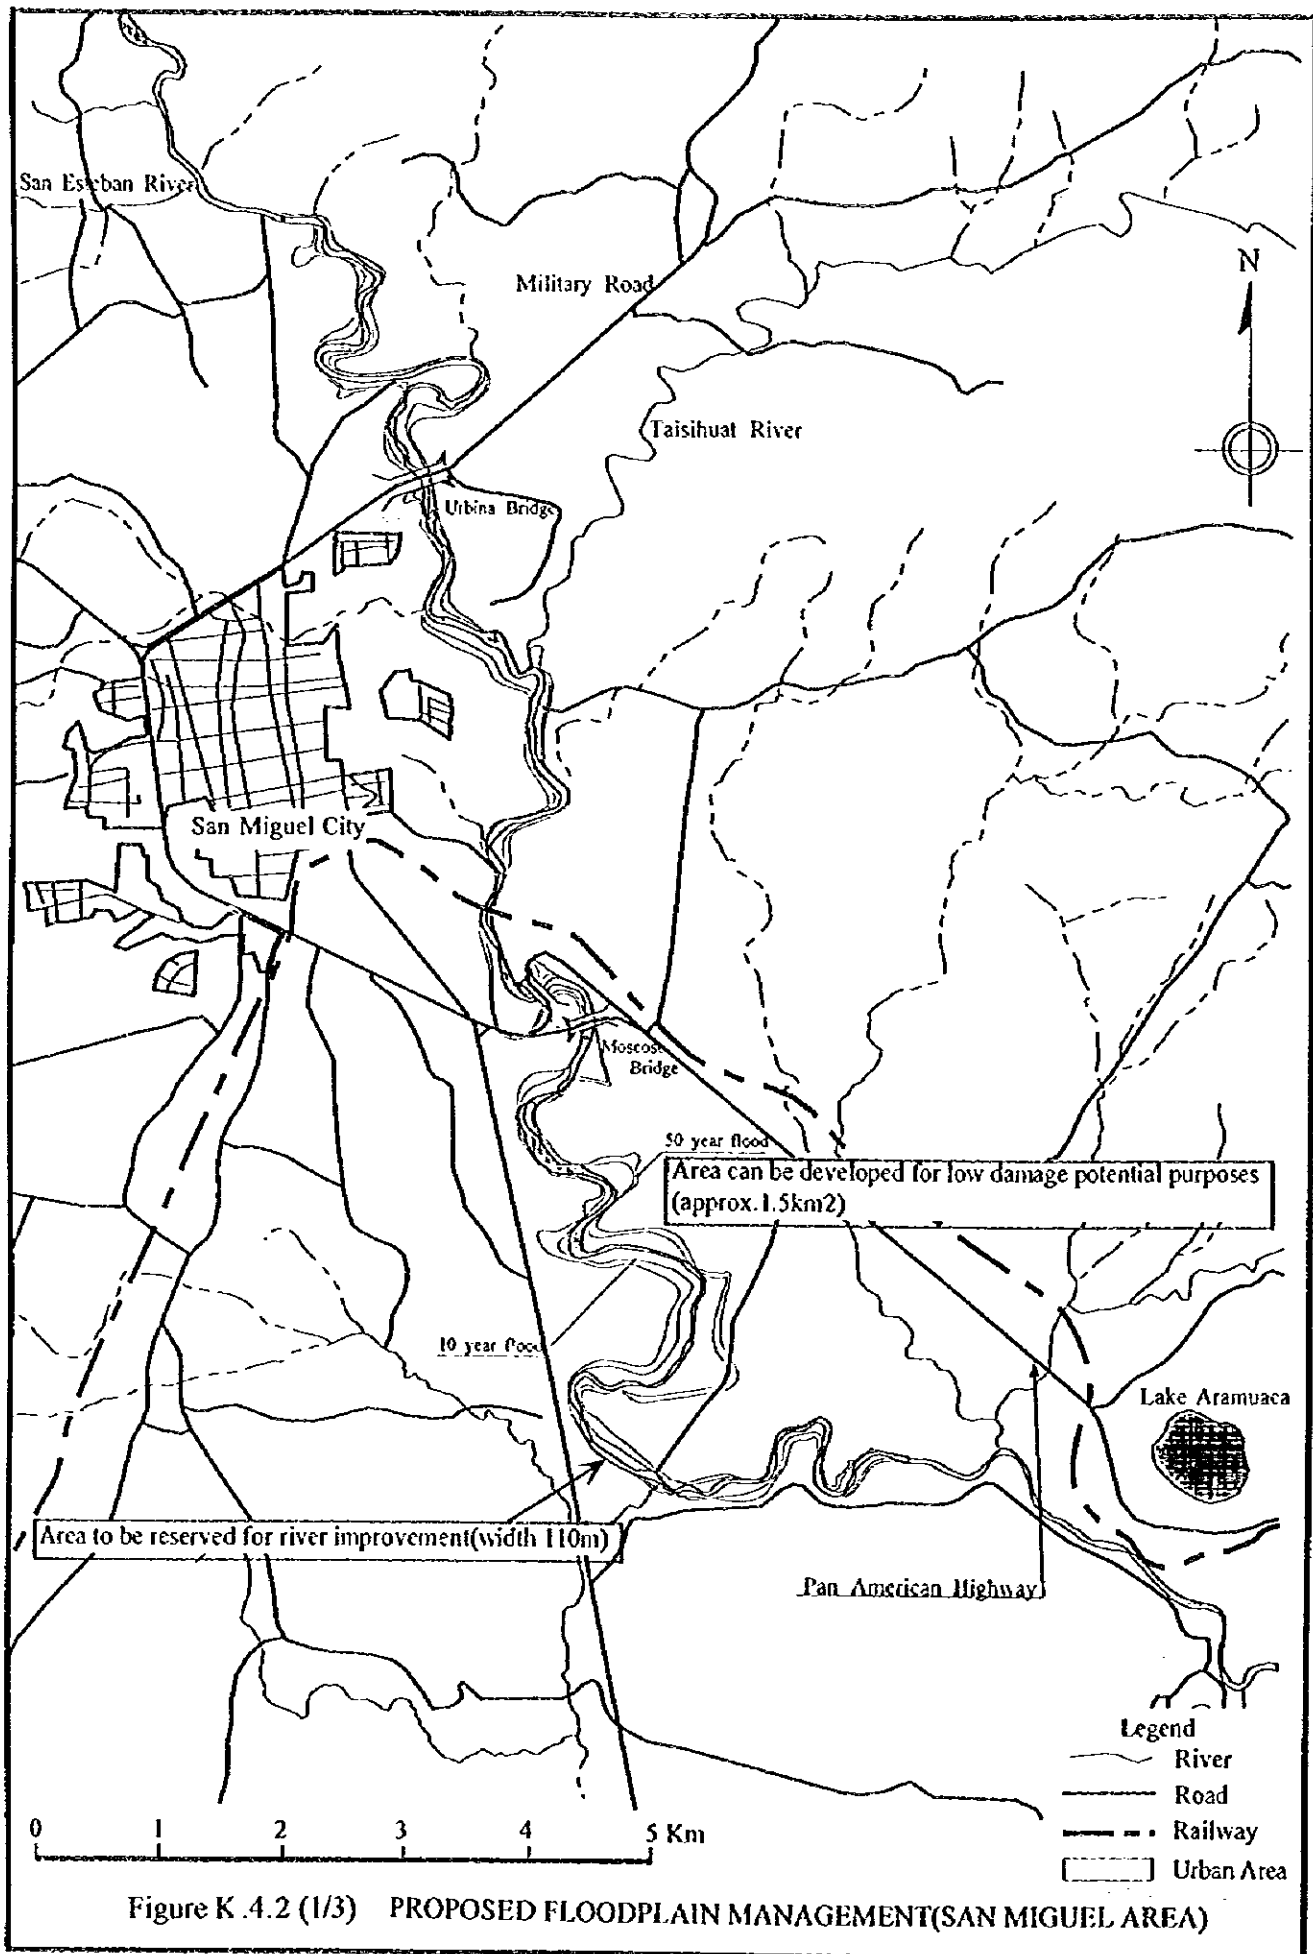 San Esteban River
N
Military Road
Taisihuat River
Urbina Bridge
San Miguel City
Moscoso
Bridge
50 year flood
Area can be developed for low damage potential purposes
(approx.1.5km2)
10 year flood
Lake Aramuaca
Area to be reserved for river improvement(width 110m)
Pan American Highway
Legend
River
Road
Railway
Urban Area
0 1 2 3 4 5 Km
Figure K .4.2 (1/3) PROPOSED FLOODPLAIN MANAGEMENT(SAN MIGUEL AREA)